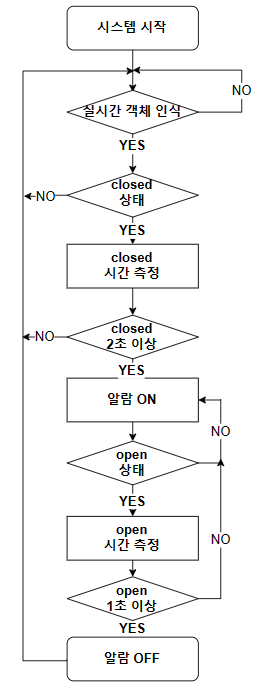 시스템 시작
NO
실시간 객체 인식
YES
closed
상태
NO
YES
closed
시간 측정
closed
2초 이상
NO
YES
알람 ON
NO
open
상태
YES
open
시간 측정
NO
open
1초 이상
YES
알람 OFF